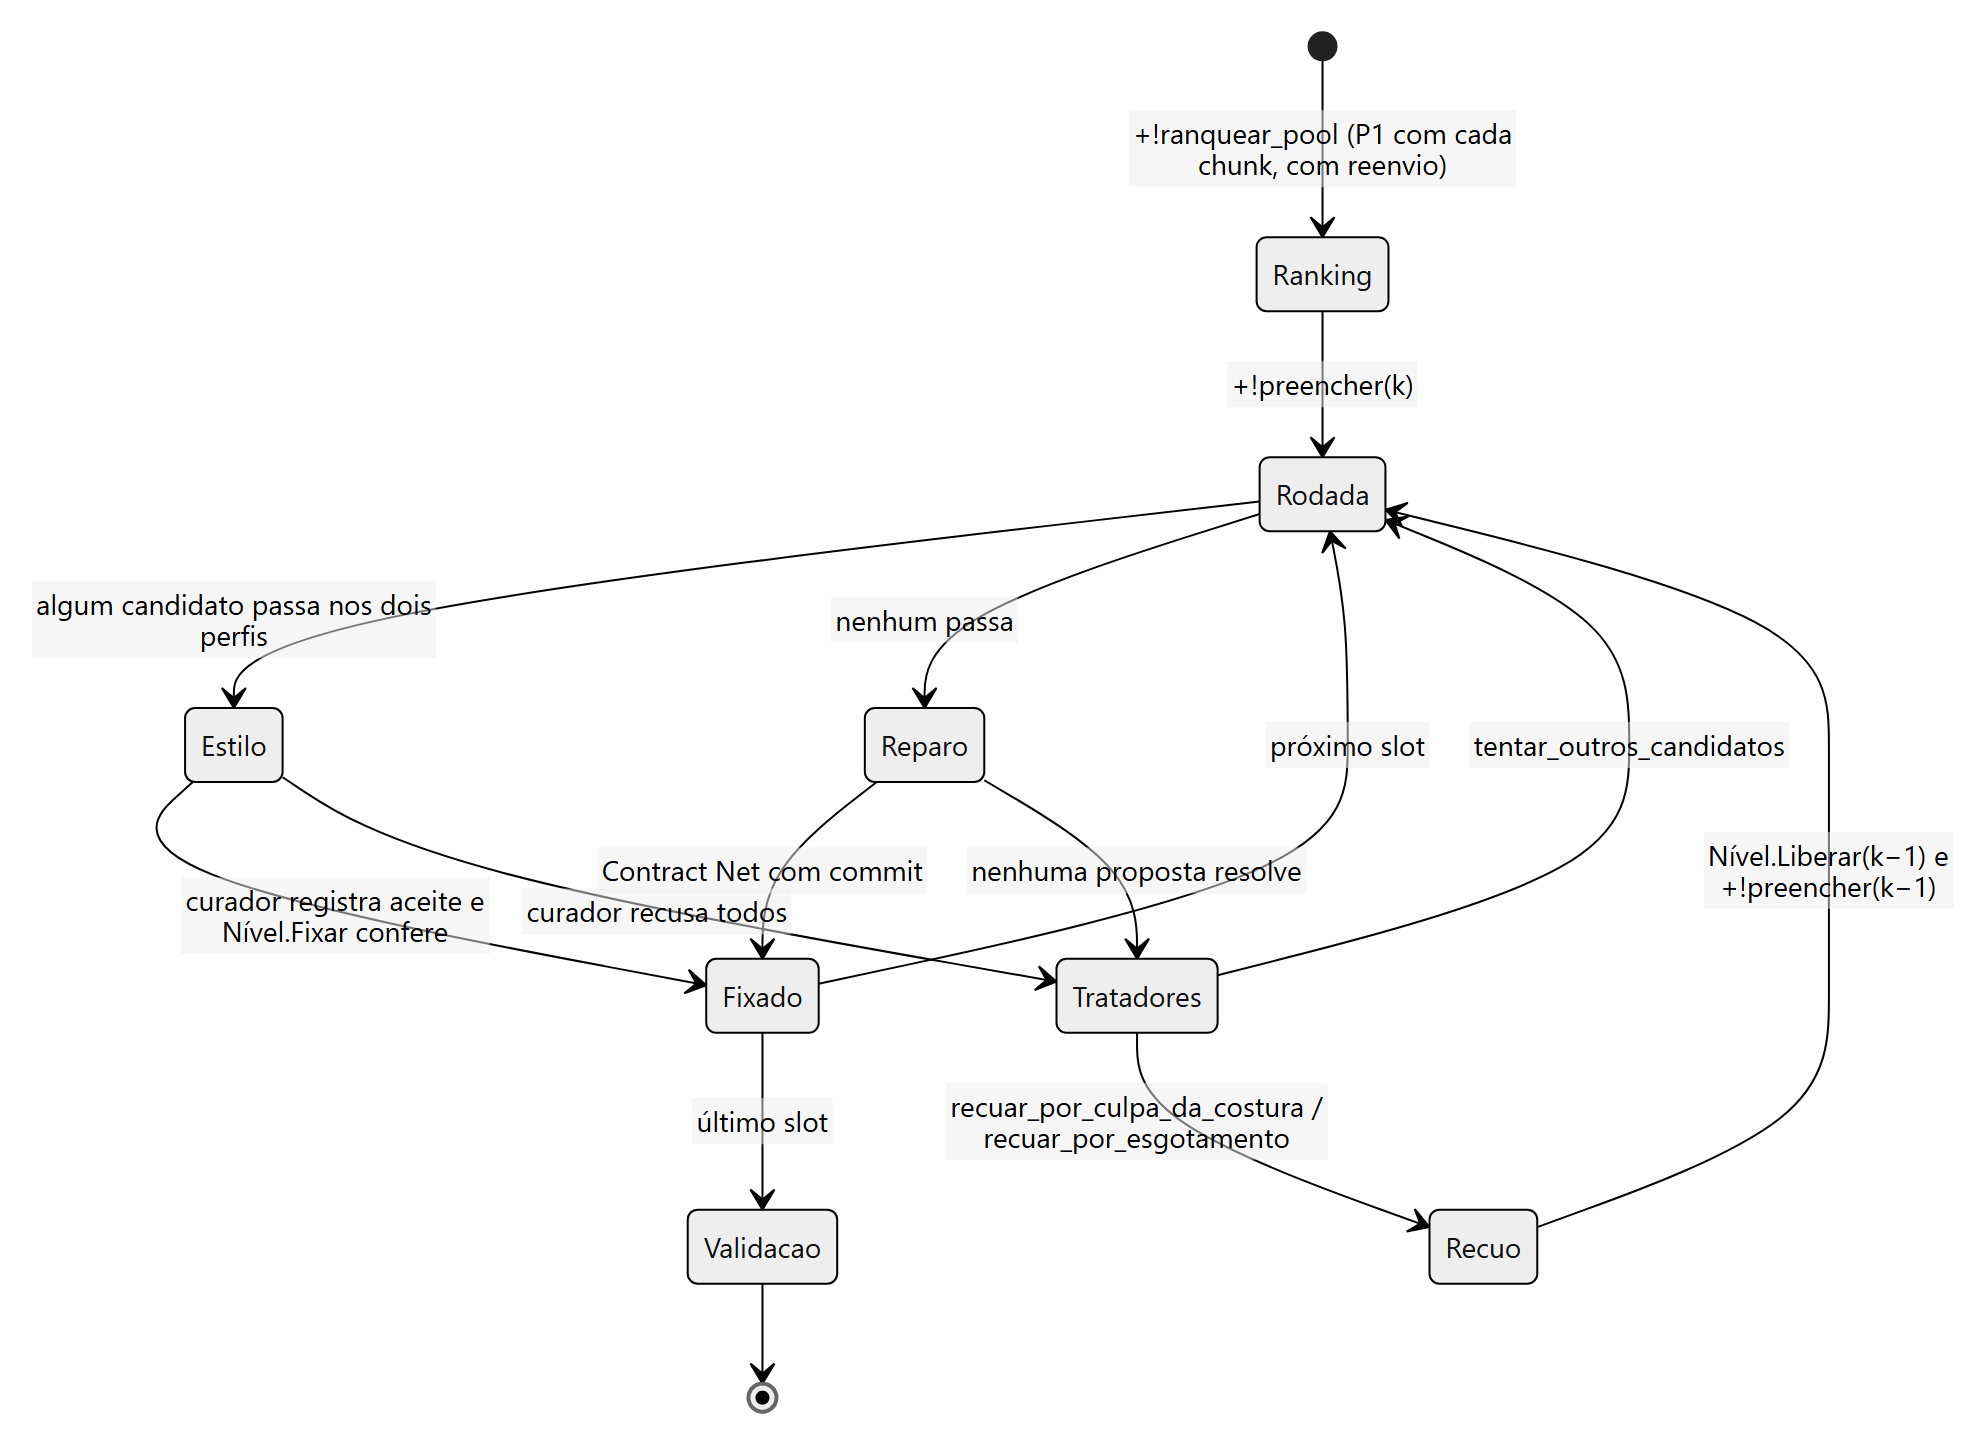 +!ranquear_pool (P1 com cada
chunk, com reenvio)
Ranking
+!preencher(k)
Rodada
algum candidato passa nos dois
perfis
nenhum passa
Estilo
Reparo
próximo slot
tentar_outros_candidatos
Nível.Liberar(k−1) e
+!preencher(k−1)
Contract Net com commit
nenhuma proposta resolve
curador registra aceite e
Nível.Fixar confere
curador recusa todos
Fixado
Tratadores
último slot
recuar_por_culpa_da_costura /
recuar_por_esgotamento
Validacao
Recuo